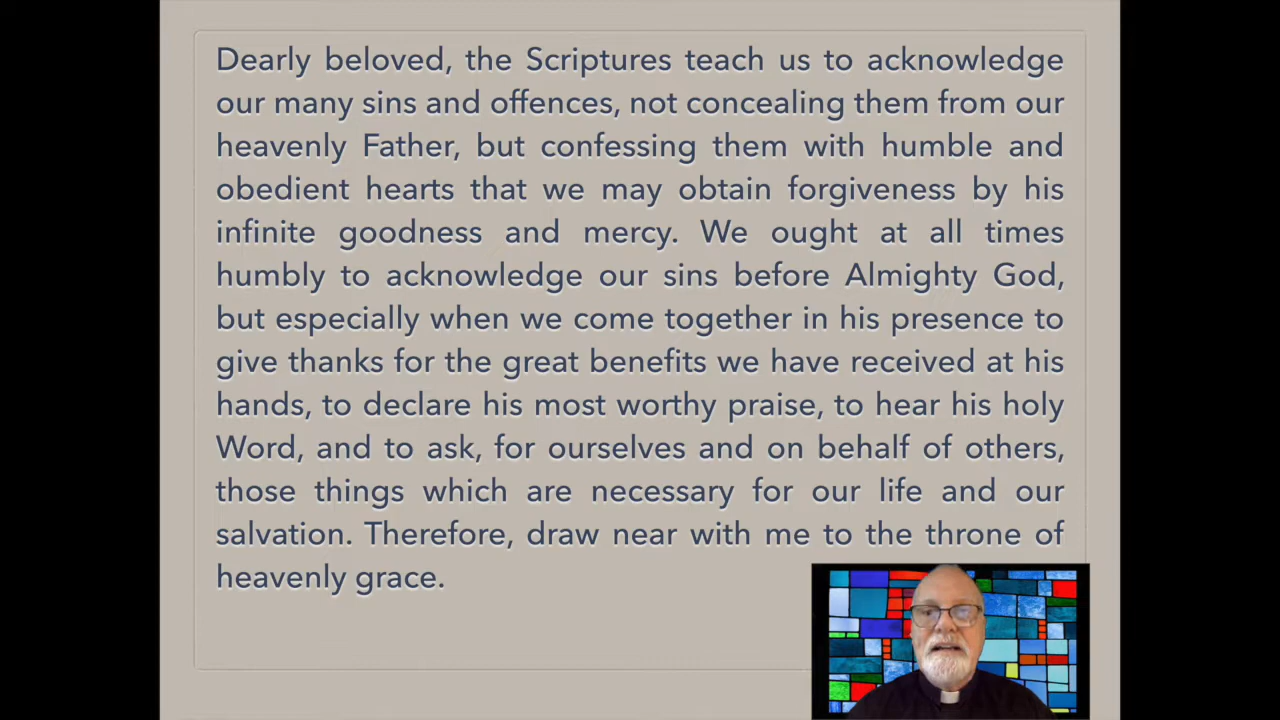 Dearly beloved, the Scriptures teach us to acknowledge
our many sins and offences, not concealing them from our
heavenly Father, but confessing them with humble and
obedient hearts that we may obtain forgiveness by his
infinite goodness and mercy. We ought at all times
humbly to acknowledge our sins before Almighty God,
but especially when we come together in his presence to
give thanks for the great benefits we have received at his
hands, to declare his most worthy praise, to hear his holy
Word, and to ask, for ourselves and on behalf of others,
those things which are necessary for our life and our
salvation. Therefore, draw near with me to the throne of
heavenly grace.